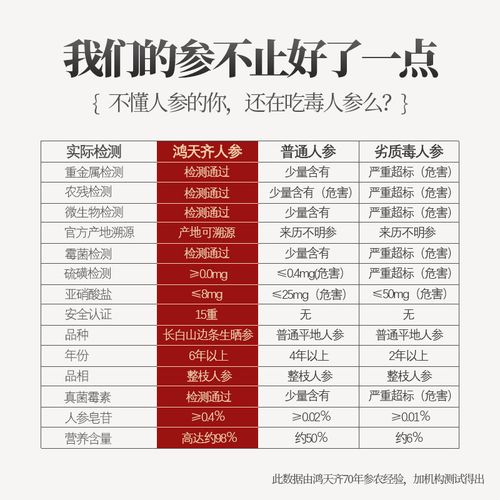 我们的参不止好了一点
{ 不懂人参的你，还在吃毒人参么？}
实际检测 鸿天齐人参 普通人参 劣质毒人参
重金属检测 检测通过 少量含有 严重超标（危害）
农残检测 检测通过 少量含有（危害） 严重超标（危害）
微生物检测 检测通过 少量含有 严重超标（危害）
官方产地溯源 产地可溯源 来历不明参 来历不明参
霉菌检测 检测通过 少量含有 严重超标（危害）
硫磺检测 ≥0.0mg ≤0.4mg(危害） 严重超标（危害）
亚硝酸盐 ≤8mg ≤25mg（危害） ≤50mg（危害）
安全认证 15重 无 无
品种 长白山边条生晒参 普通平地人参 普通平地人参
年份 6年以上 4年以上 2年以上
品相 整枝人参 整枝人参 整枝人参
真菌霉素 检测通过 少量含有 严重超标（危害）
人参皂苷 ≥0.4％ ≥0.02％ ≥0.01％
营养含量 高达约98％ 约50％ 约6％
此数据由鸿天齐70年参农经验，加机构测试得出